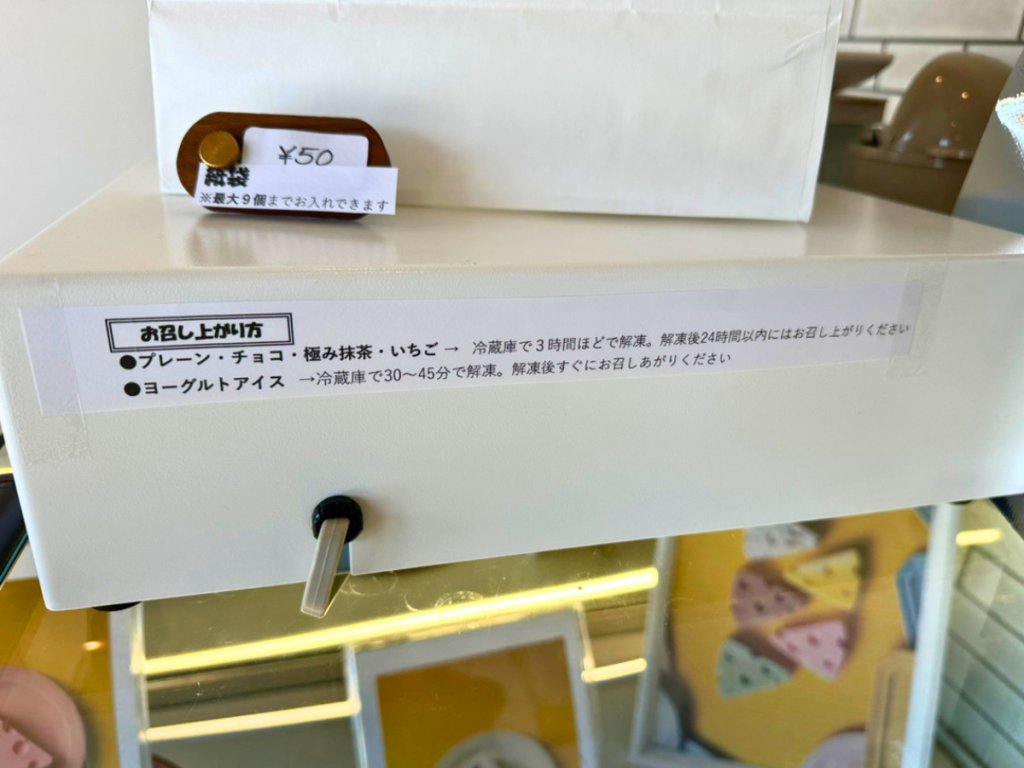 ¥50
紙袋
※最大9個までお入れできます
お召し上がり方
●プレーン・チョコ・極み抹茶・いちご → 冷蔵庫で3時間ほどで解凍。解凍後24時間以内にはお召し上がりください
●ヨーグルトアイス →冷蔵庫で30〜45分で解凍。解凍後すぐにお召しあがりください